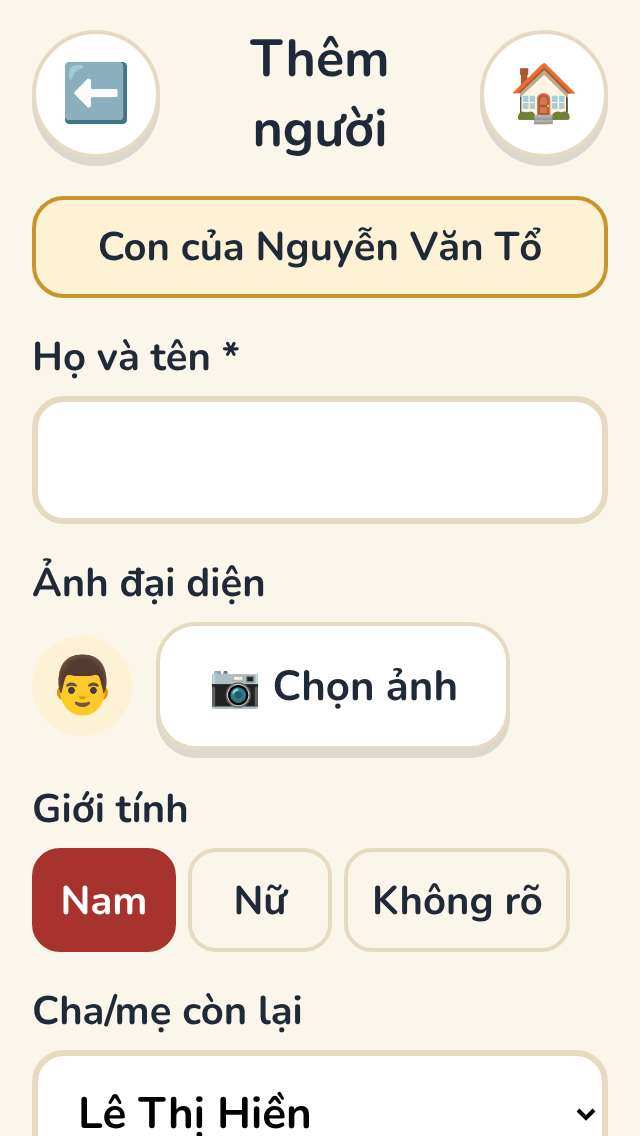 Thêm
người
Con của Nguyễn Văn Tổ
Họ và tên *
Ảnh đại diện
Chọn ảnh
Giới tính
Nam
Nữ
Không rõ
Cha/mẹ còn lại
Lê Thị Hiền